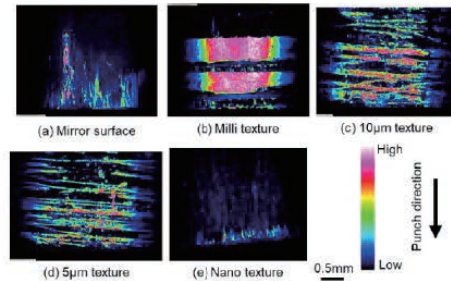 (a) Mirror surface
(b) Milli texture
(c) 10μm texture
(d) 5μm texture
(e) Nano texture
High
Low
Punch direction
0.5mm